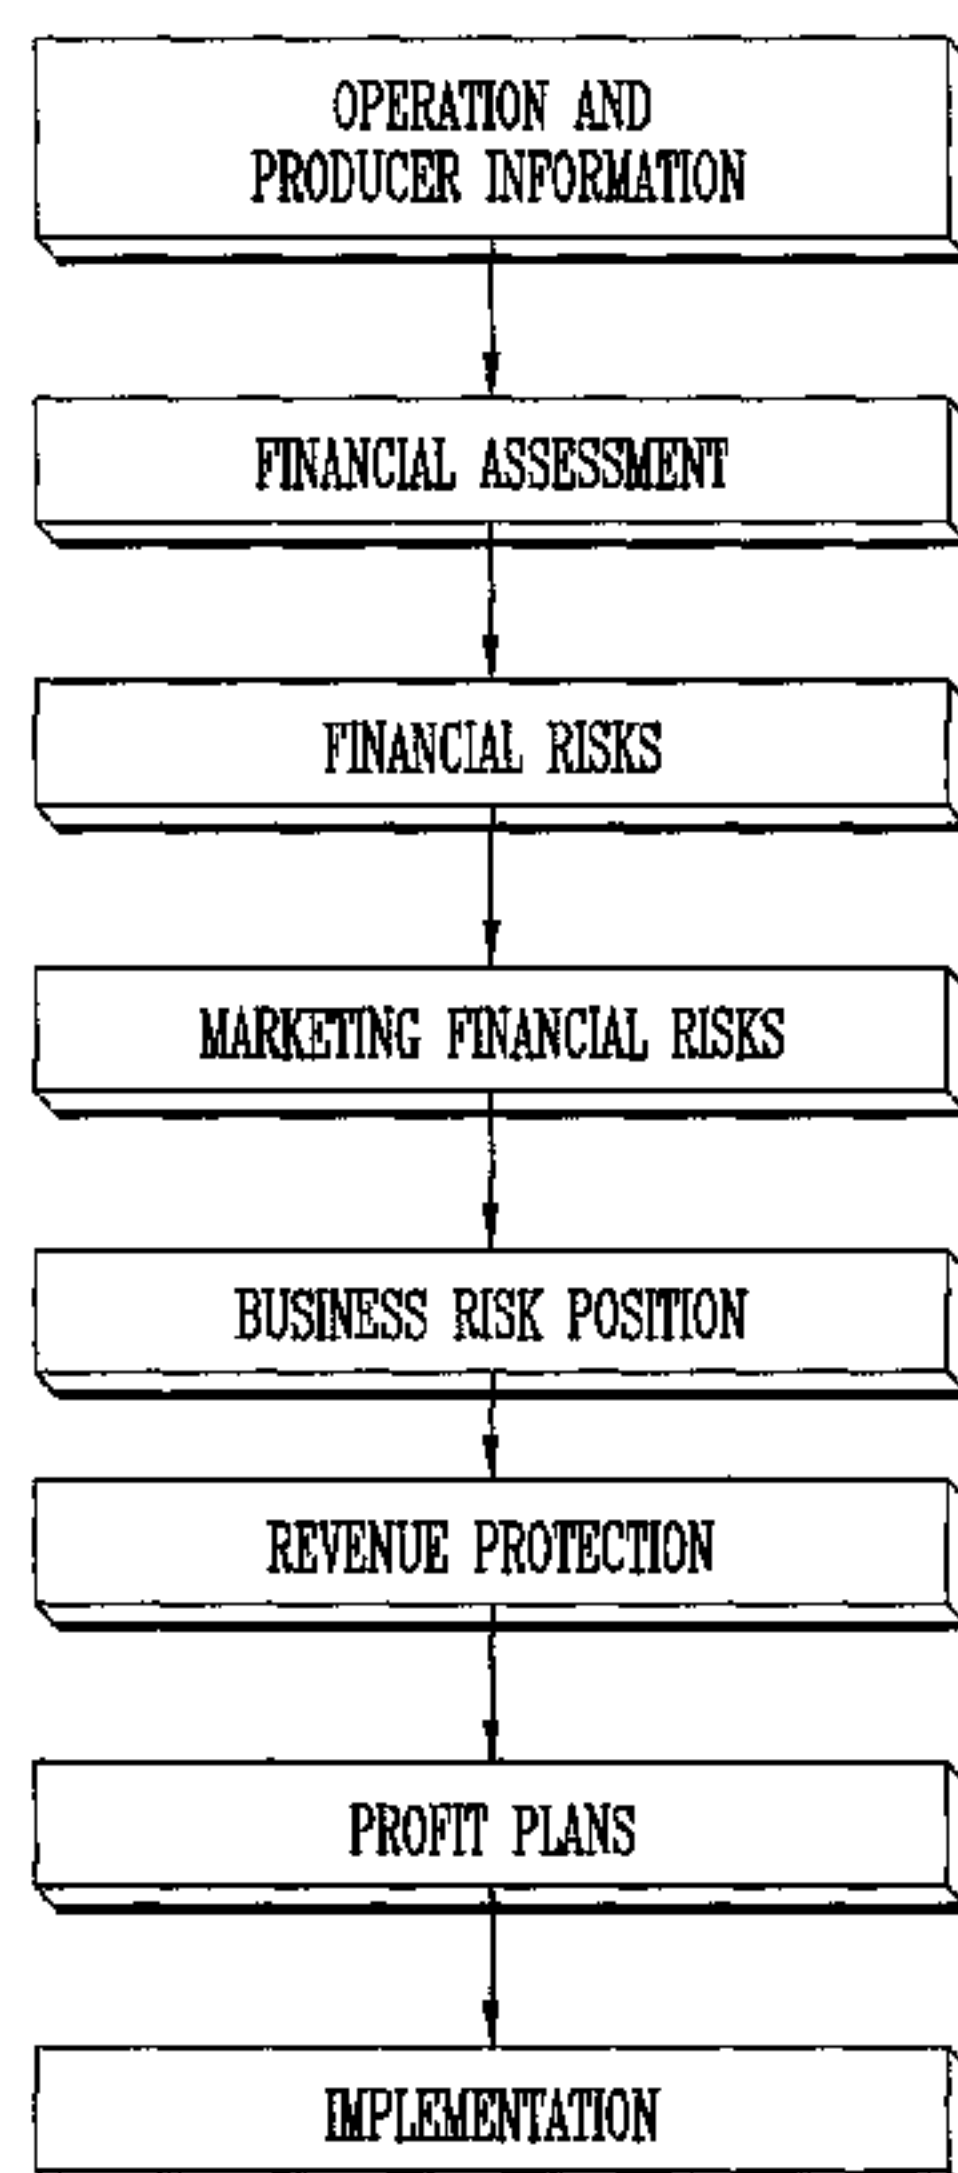 OPERATION AND
PRODUCER INFORMATION
FINANCIAL ASSESSMENT
FINANCIAL RISKS
MARKETING FINANCIAL RISKS
BUSINESS RISK POSITION
REVENUE PROTECTION
PROFIT PLANS
IMPLEMENTATION